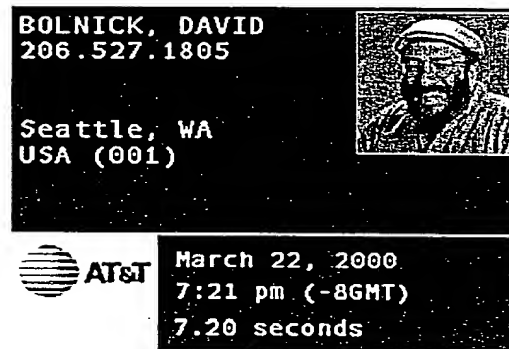 BOLNICK, DAVID
206.527.1805
Seattle, WA
USA (001)
AT&T
March 22, 2000
7:21 pm (-8GMT)
7.20 seconds